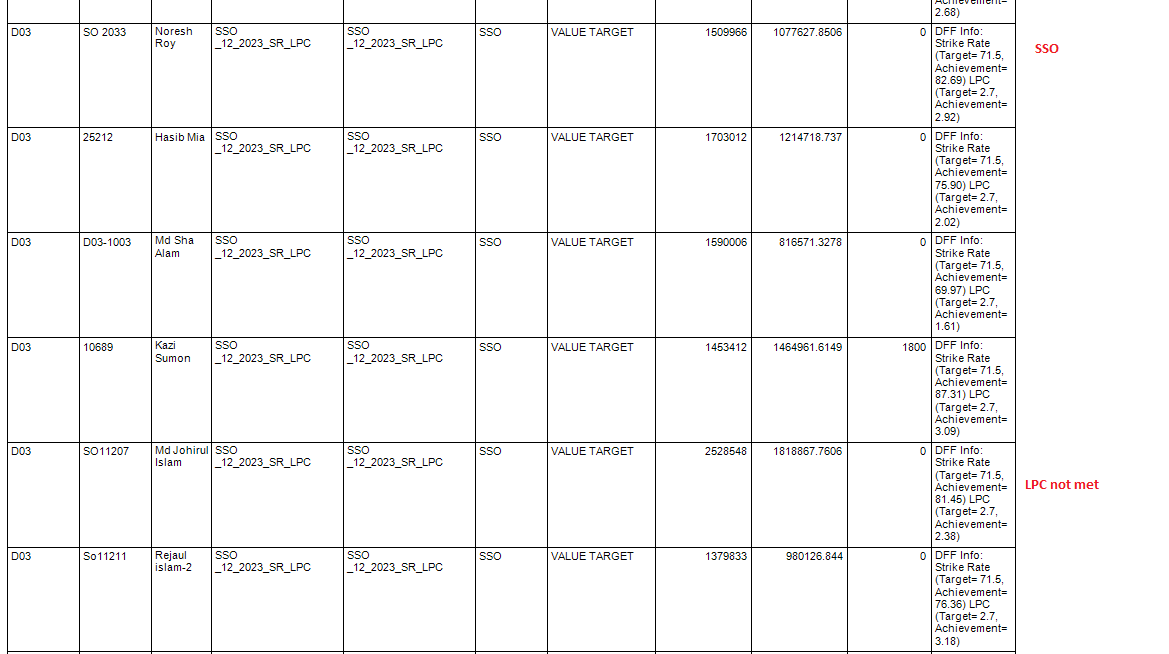 Achievement=
2.68)
D03 SO 2033 Noresh SSO SSO SSO VALUE TARGET 1509966 1077627.8506 0 DFF Info:
Roy _12_2023_SR_LPC _12_2023_SR_LPC Strike Rate
(Target= 71.5,
Achievement=
82.69) LPC
(Target= 2.7,
Achievement=
2.92)
SSO
D03 25212 Hasib Mia SSO SSO SSO VALUE TARGET 1703012 1214718.737 0 DFF Info:
_12_2023_SR_LPC _12_2023_SR_LPC Strike Rate
(Target= 71.5,
Achievement=
75.90) LPC
(Target= 2.7,
Achievement=
2.02)
D03 D03-1003 Md Sha SSO SSO SSO VALUE TARGET 1590006 816571.3278 0 DFF Info:
Alam _12_2023_SR_LPC _12_2023_SR_LPC Strike Rate
(Target= 71.5,
Achievement=
69.97) LPC
(Target= 2.7,
Achievement=
1.61)
D03 10689 Kazi SSO SSO SSO VALUE TARGET 1453412 1464961.6149 1800 DFF Info:
Sumon _12_2023_SR_LPC _12_2023_SR_LPC Strike Rate
(Target= 71.5,
Achievement=
87.31) LPC
(Target= 2.7,
Achievement=
3.09)
D03 SO11207 Md Johirul SSO SSO SSO VALUE TARGET 2528548 1818867.7606 0 DFF Info:
Islam _12_2023_SR_LPC _12_2023_SR_LPC Strike Rate
(Target= 71.5,
Achievement=
81.45) LPC
(Target= 2.7,
Achievement=
2.38)
LPC not met
D03 So11211 Rejaul SSO SSO SSO VALUE TARGET 1379833 980126.844 0 DFF Info:
islam-2 _12_2023_SR_LPC _12_2023_SR_LPC Strike Rate
(Target= 71.5,
Achievement=
76.36) LPC
(Target= 2.7,
Achievement=
3.18)